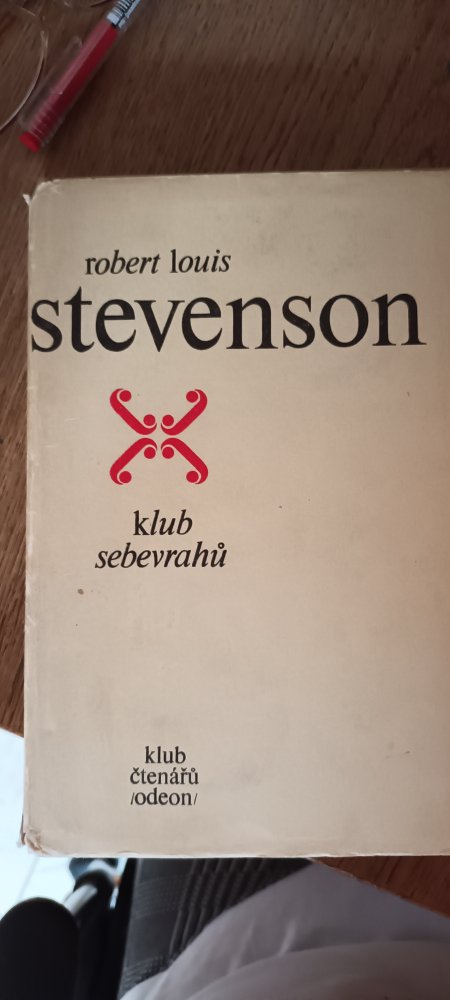 robert louis
stevenson
klub
sebevrahů
klub
čtenářů
/odeon/